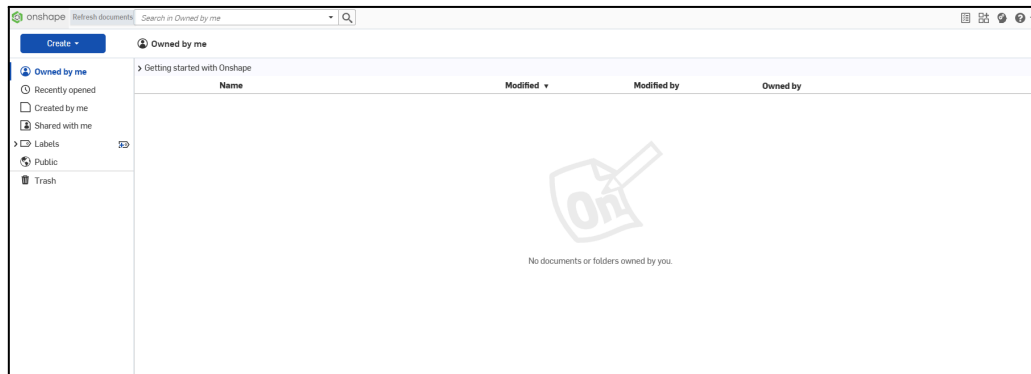 onshape Refresh documents Search in Owned by me
Create Owned by me
Owned by me
Recently opened
Created by me
Shared with me
Labels
Public
Trash
Getting started with Onshape
Name Modified Modified by Owned by
On
No documents or folders owned by you.